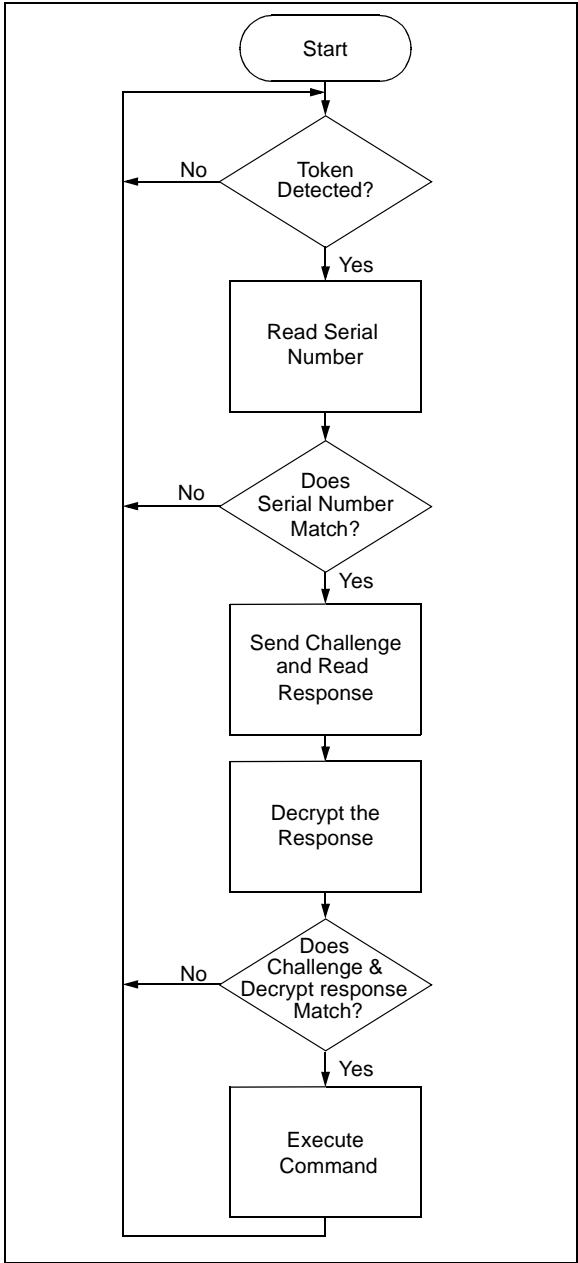 Start
Token
Detected?
No
Yes
Read Serial
Number
Does
Serial Number
Match?
No
Yes
Send Challenge
and Read
Response
Decrypt the
Response
Does
Challenge &
Decrypt response
Match?
No
Yes
Execute
Command